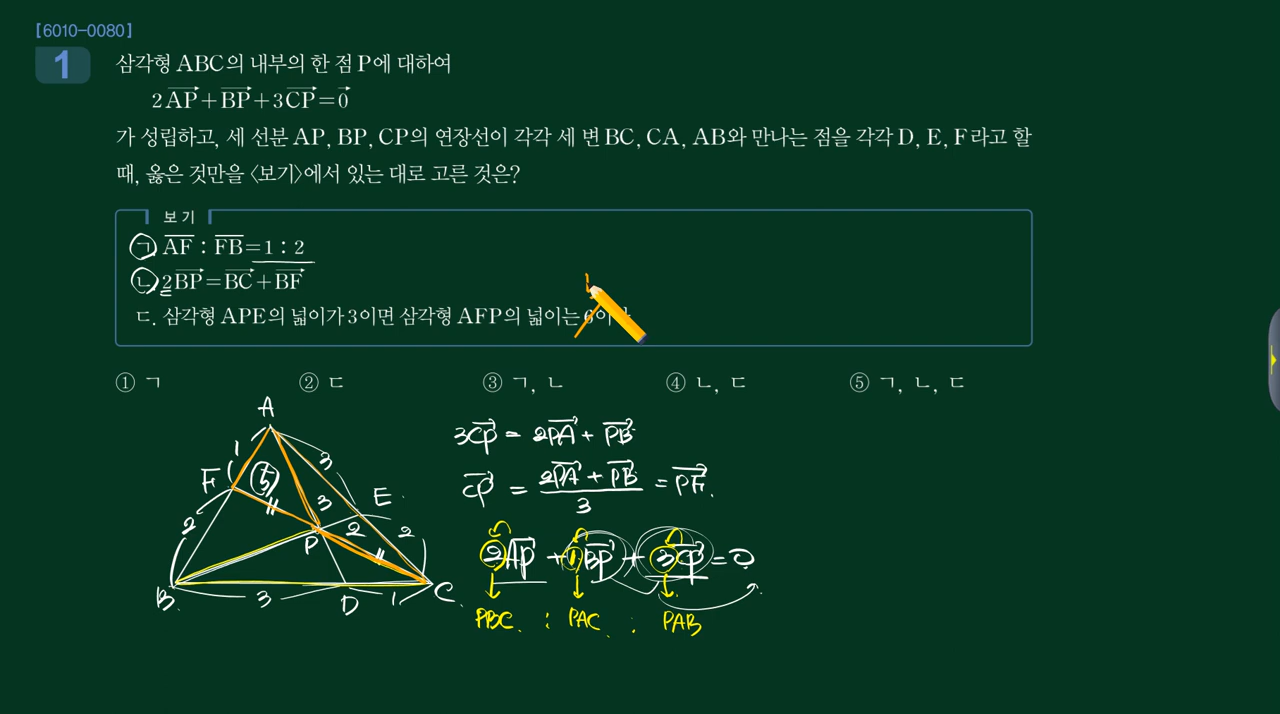 [6010-0080]
1 삼각형 ABC의 내부의 한 점 P에 대하여
2AP+BP+3CP=0
가 성립하고, 세 선분 AP, BP, CP의 연장선이 각각 세 변 BC, CA, AB와 만나는 점을 각각 D, E, F라고 할
때, 옳은 것만을 〈보기〉에서 있는 대로 고른 것은?
보기
ㄱ. AF : FB=1 : 2
ㄴ. 2BP=BC+BF
ㄷ. 삼각형 APE의 넓이가 3이면 삼각형 AFP의 넓이는 6이
① ㄱ ② ㄷ ③ ㄱ, ㄴ ④ ㄴ, ㄷ ⑤ ㄱ, ㄴ, ㄷ
A
1 3
F 5 3 E
2 P 2 2
B 3 D 1 C
3CP = 2PA + PB
CP = 2PA + PB / 3 = PF.
2AP + 1BP + 3CP = 0
PBC : PAC : PAB